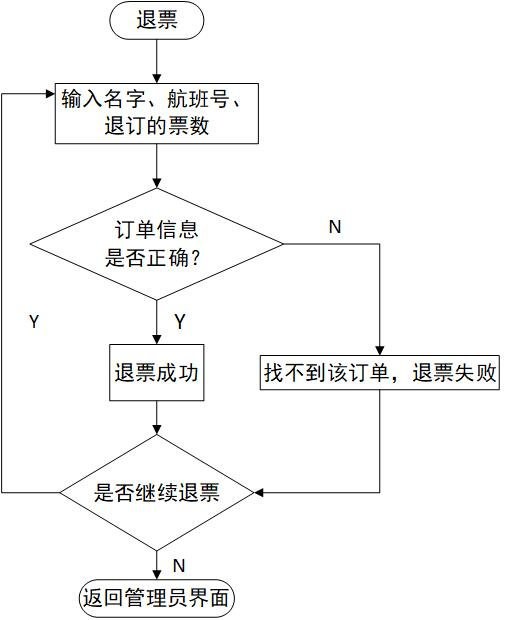 退票
输入名字、航班号、
退订的票数
订单信息
是否正确？
N
Y
Y
退票成功
找不到该订单，退票失败
是否继续退票
N
返回管理员界面